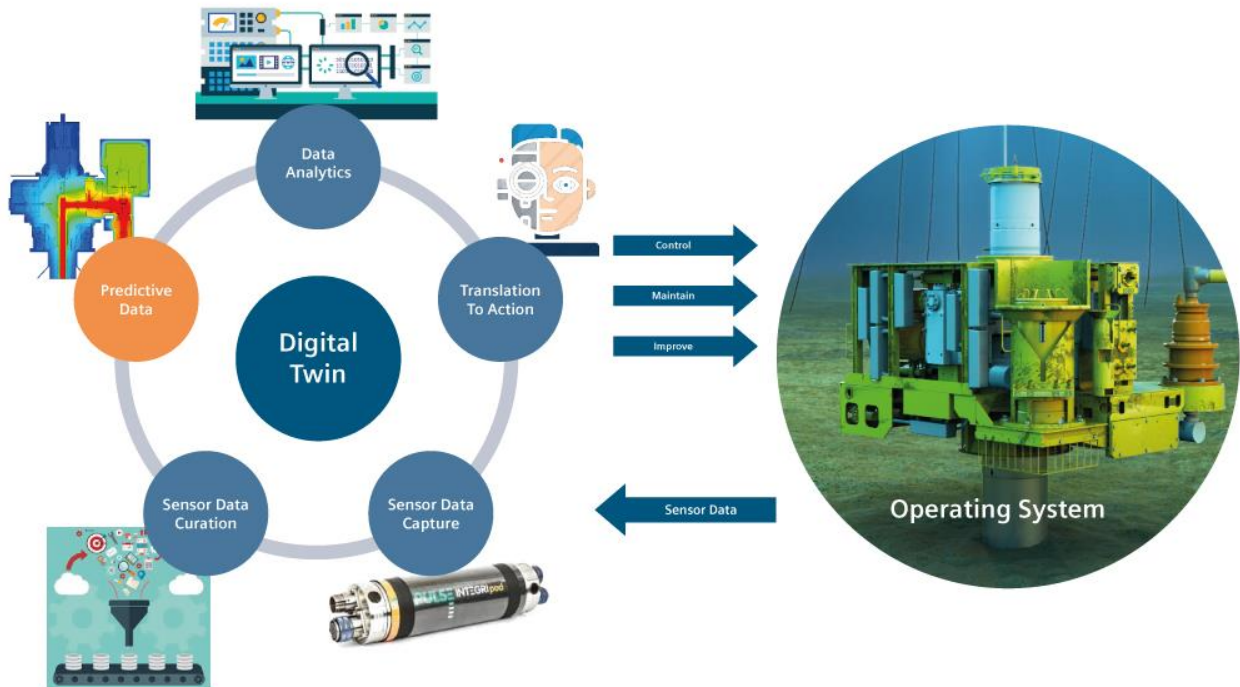 Data
Analytics
Predictive
Data
Translation
To Action
Digital
Twin
Control
Maintain
Improve
Sensor Data
Curation
Sensor Data
Capture
Sensor Data
Operating System
PULSE INTEGRIpod